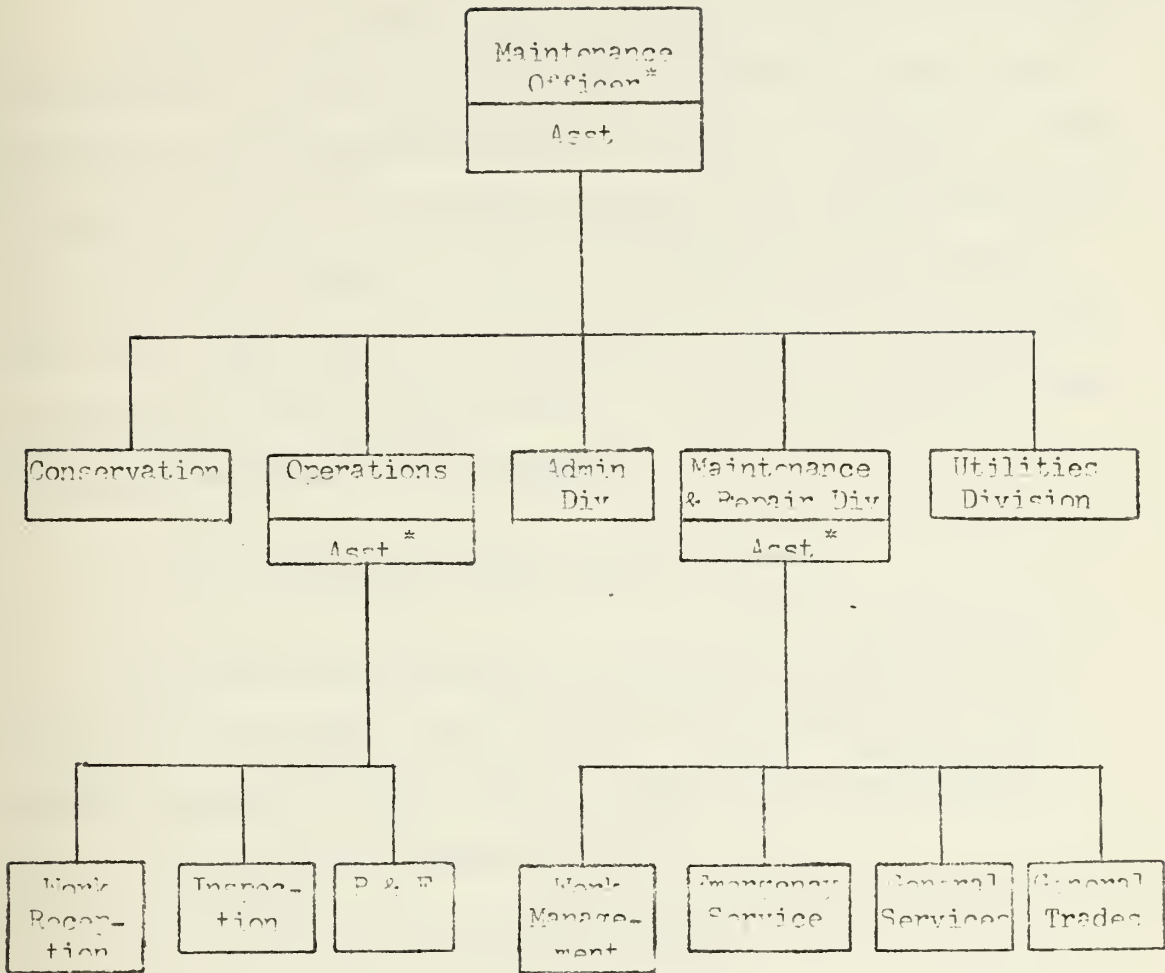 Maintenance
Officer*
Asst
Conservation
Operations
Asst *
Admin
Div
Maintenance
& Repair Div
Asst *
Utilities
Division
Work
Recep-
tion
Inspec-
tion
P & E
Work
Manage-
ment
Emergency
Service
General
Services
General
Trades